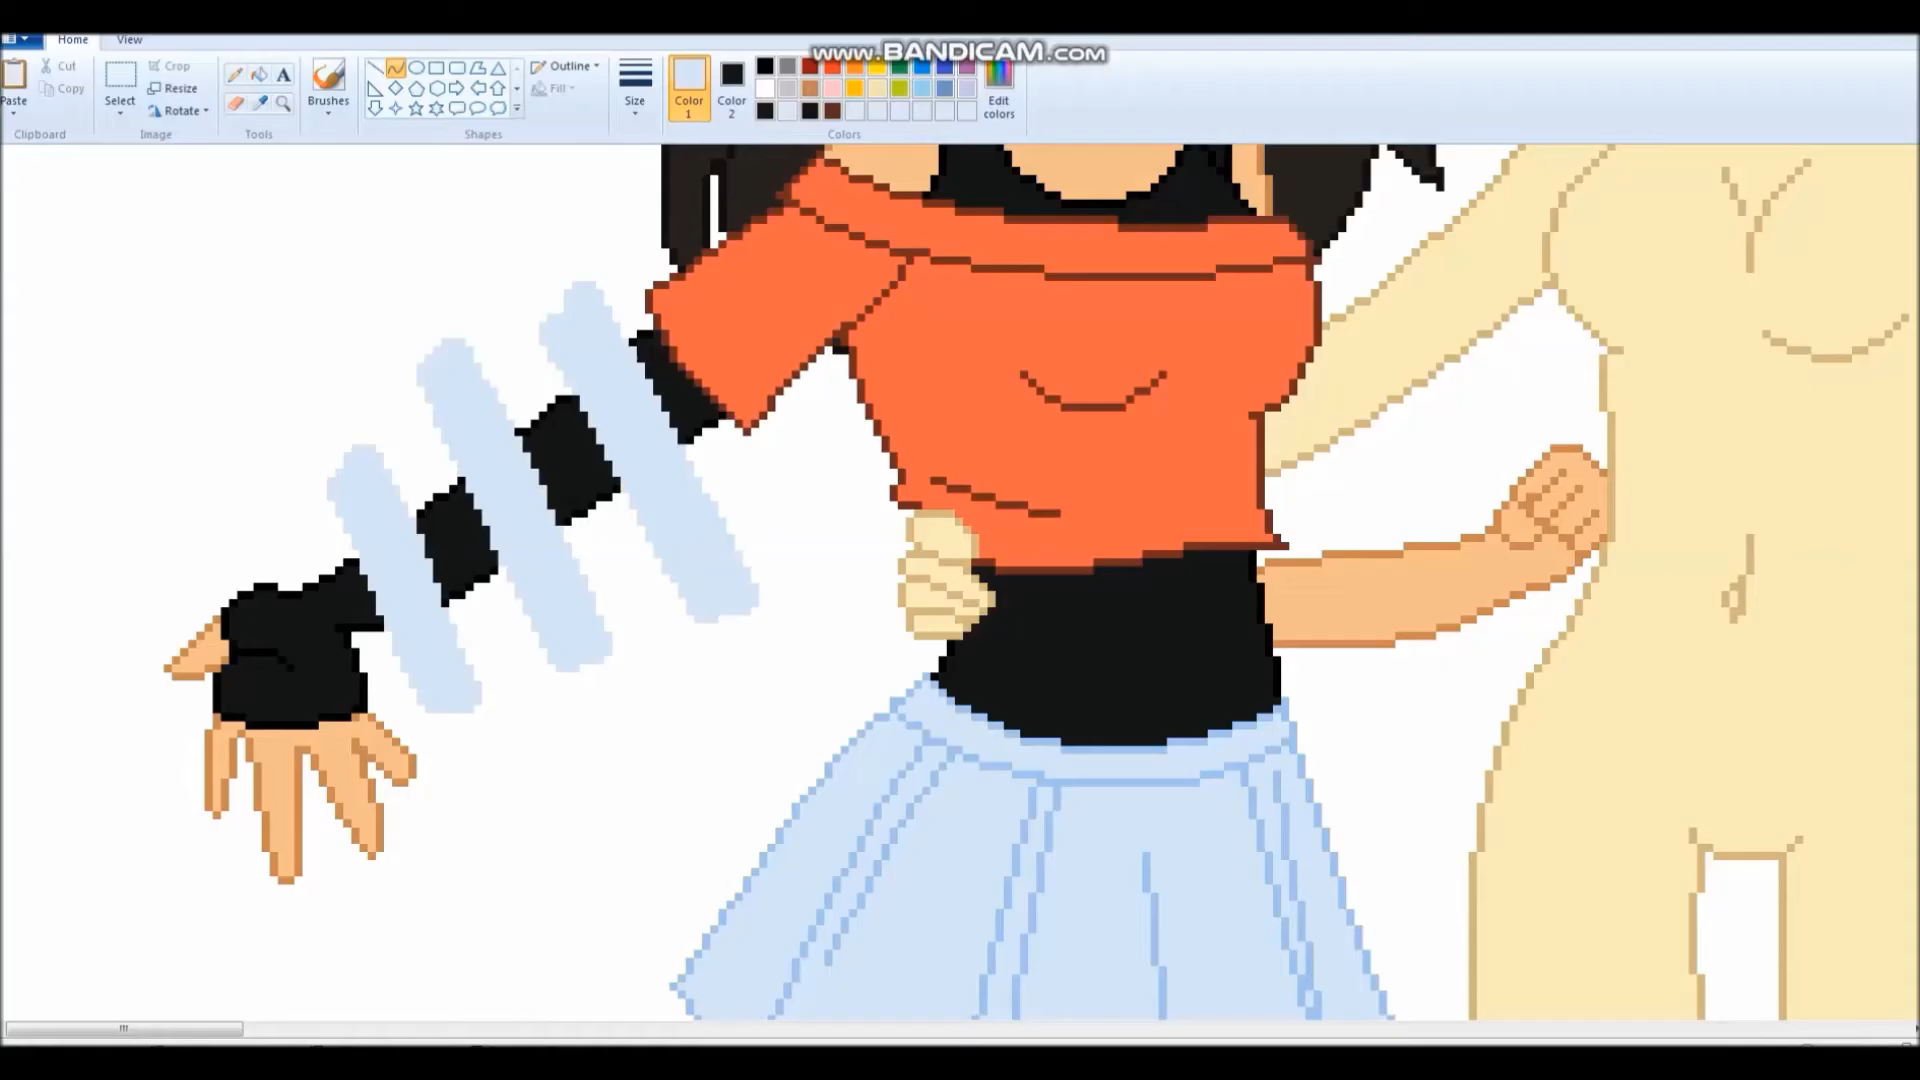 Home View
www.BANDICAM.com
Paste
Cut
Copy
Clipboard
Select
Crop
Resize
Rotate
Image
A
Tools
Brushes
Shapes
Outline
Fill
Size
Color 1
Color 2
Edit colors
Colors